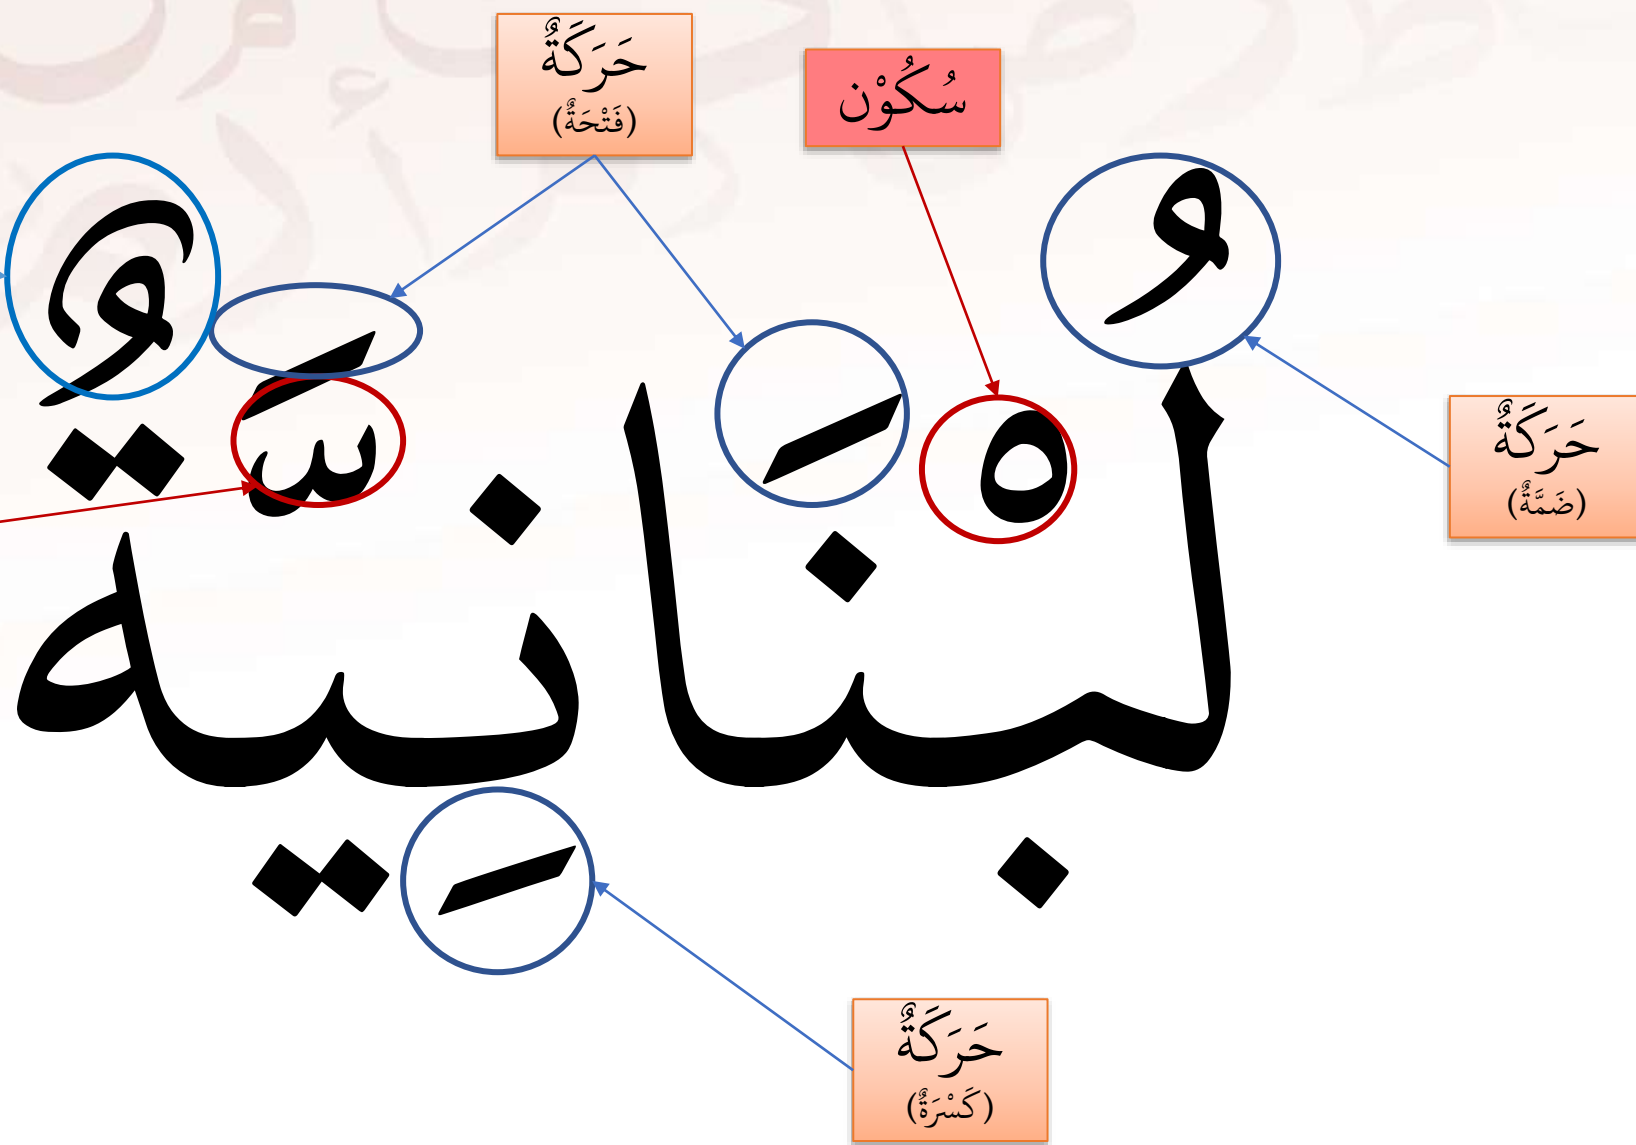 حَرَكَةٌ
(فَتْحَةٌ)
سُكُوْن
لُبْنَانِيَّةٌ
حَرَكَةٌ
(ضَمَّةٌ)
حَرَكَةٌ
(كَسْرَةٌ)